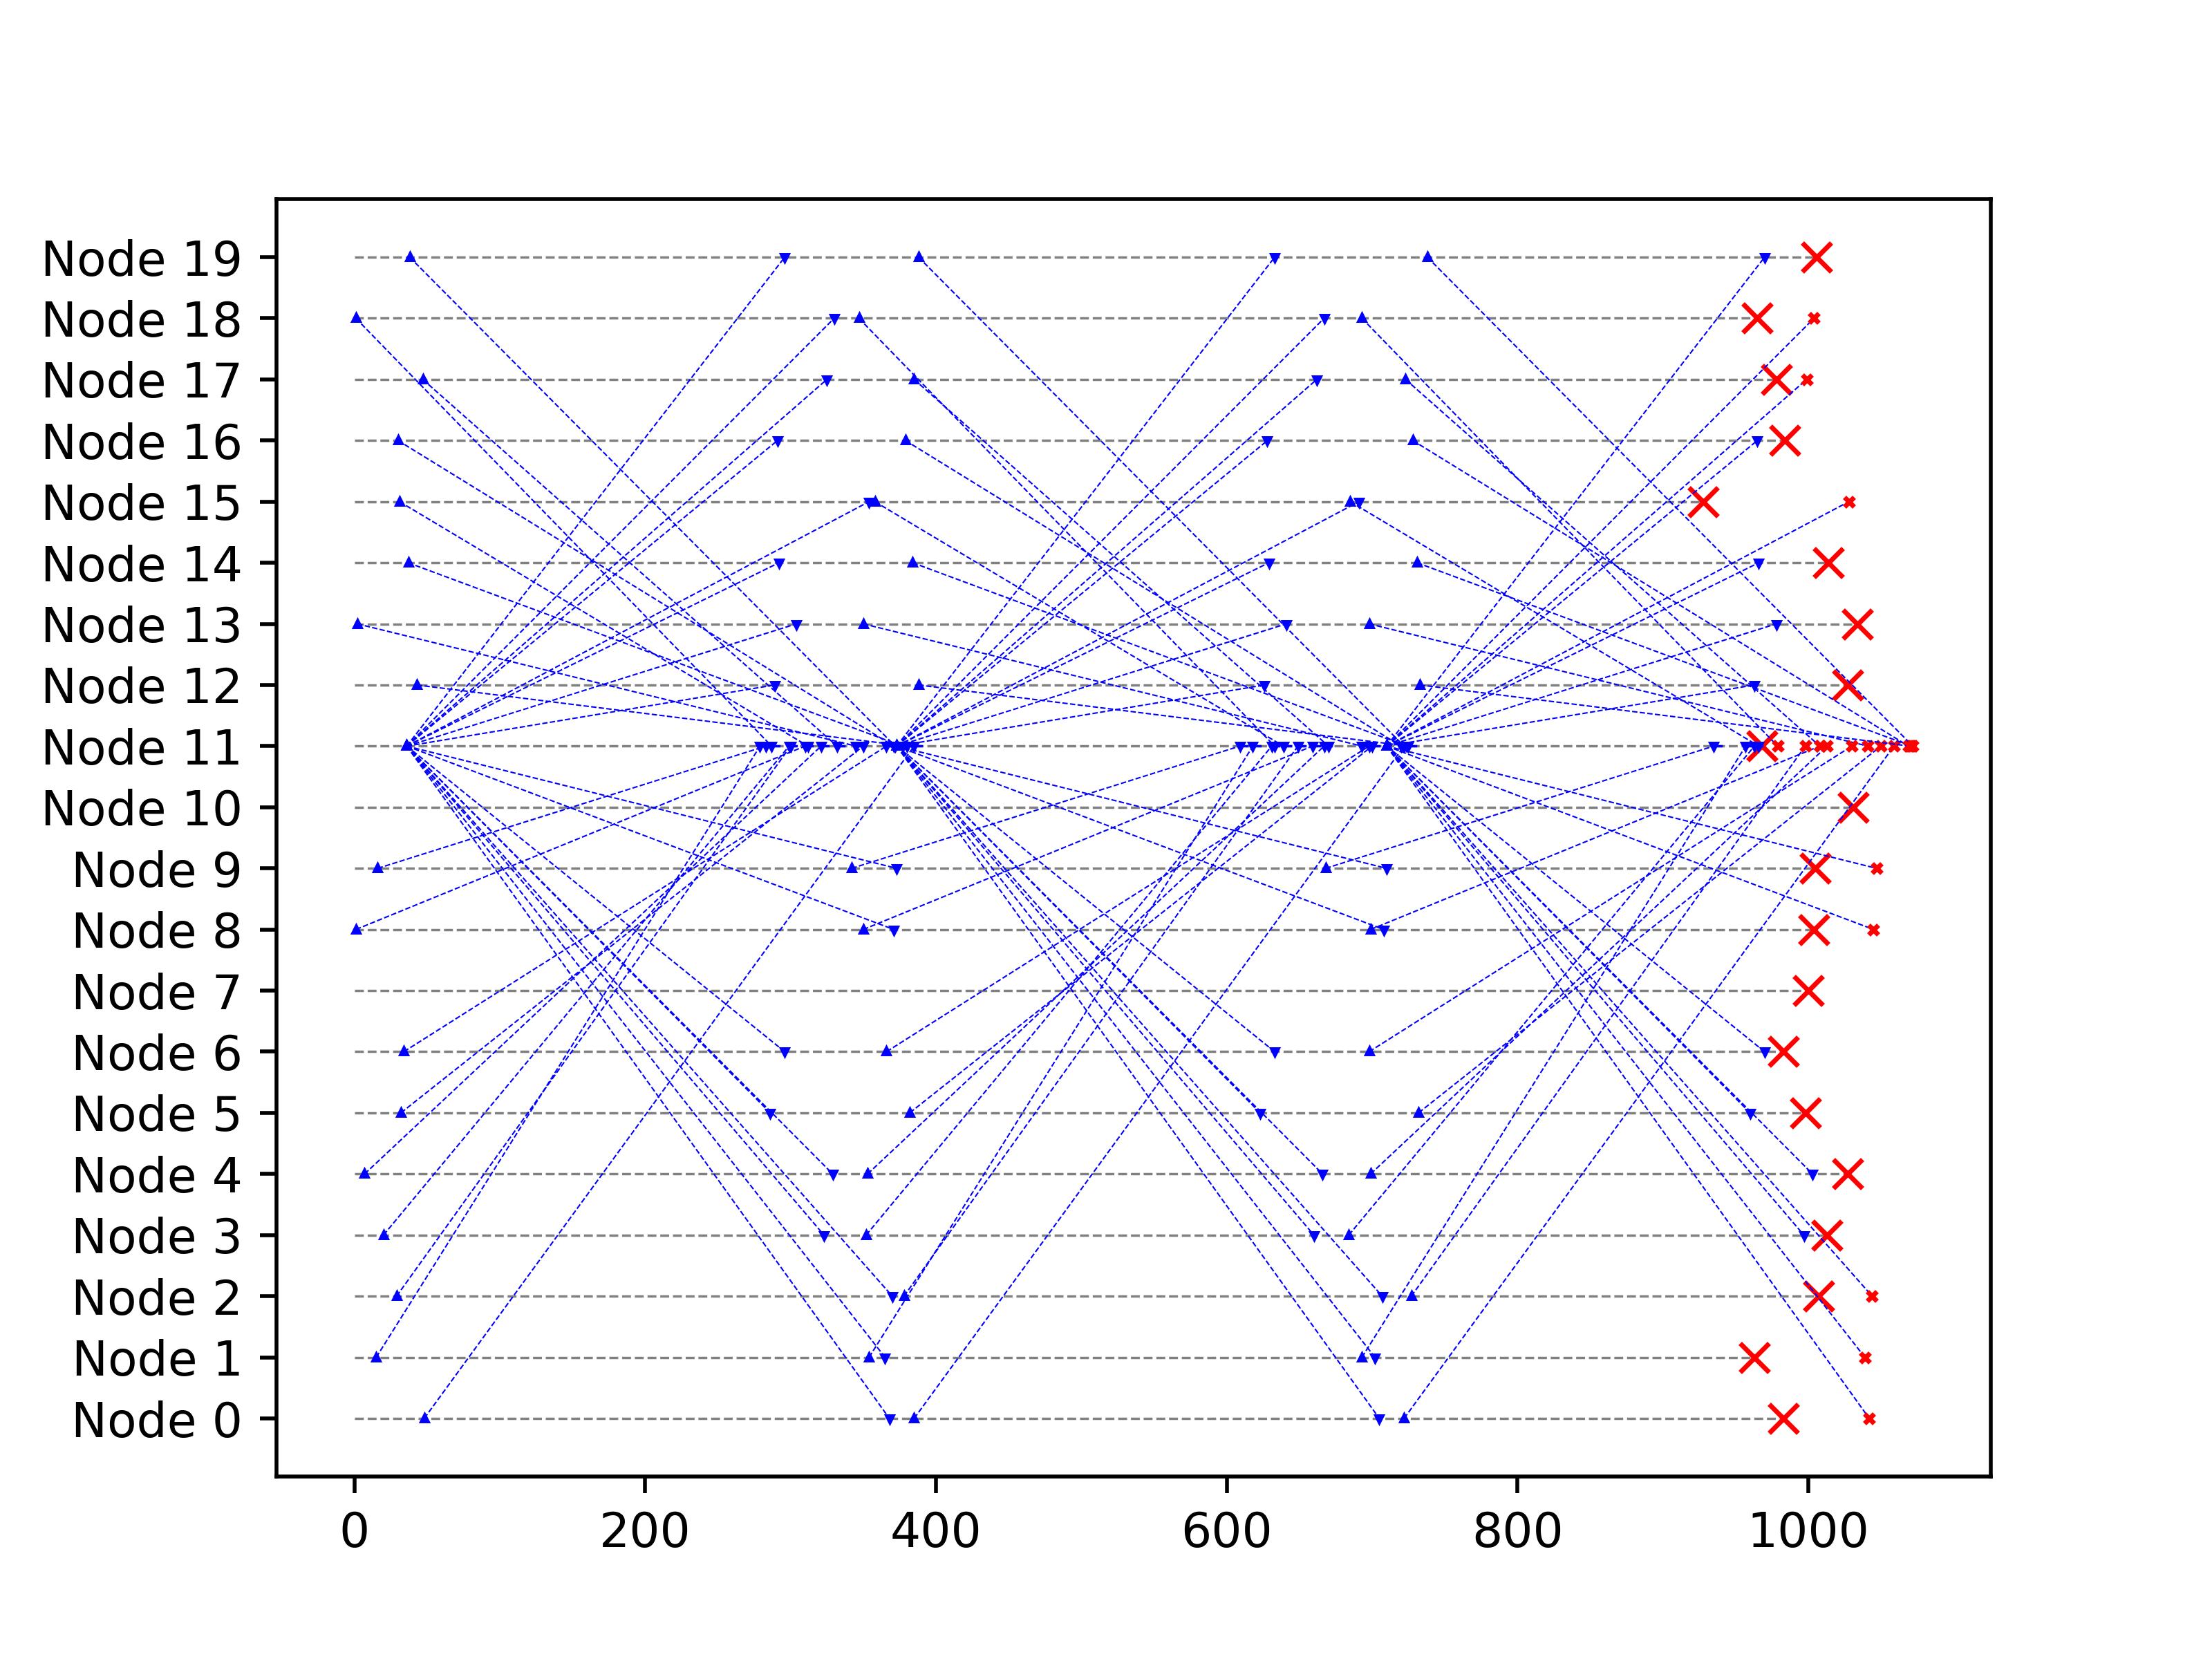 Node 19
Node 18
Node 17
Node 16
Node 15
Node 14
Node 13
Node 12
Node 11
Node 10
Node 9
Node 8
Node 7
Node 6
Node 5
Node 4
Node 3
Node 2
Node 1
Node 0
0 200 400 600 800 1000